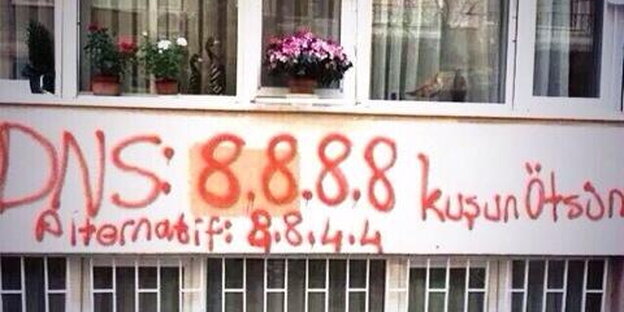 DNS: 8.8.8.8 kuşun Ötsün
Alternatif: 8.8.4.4